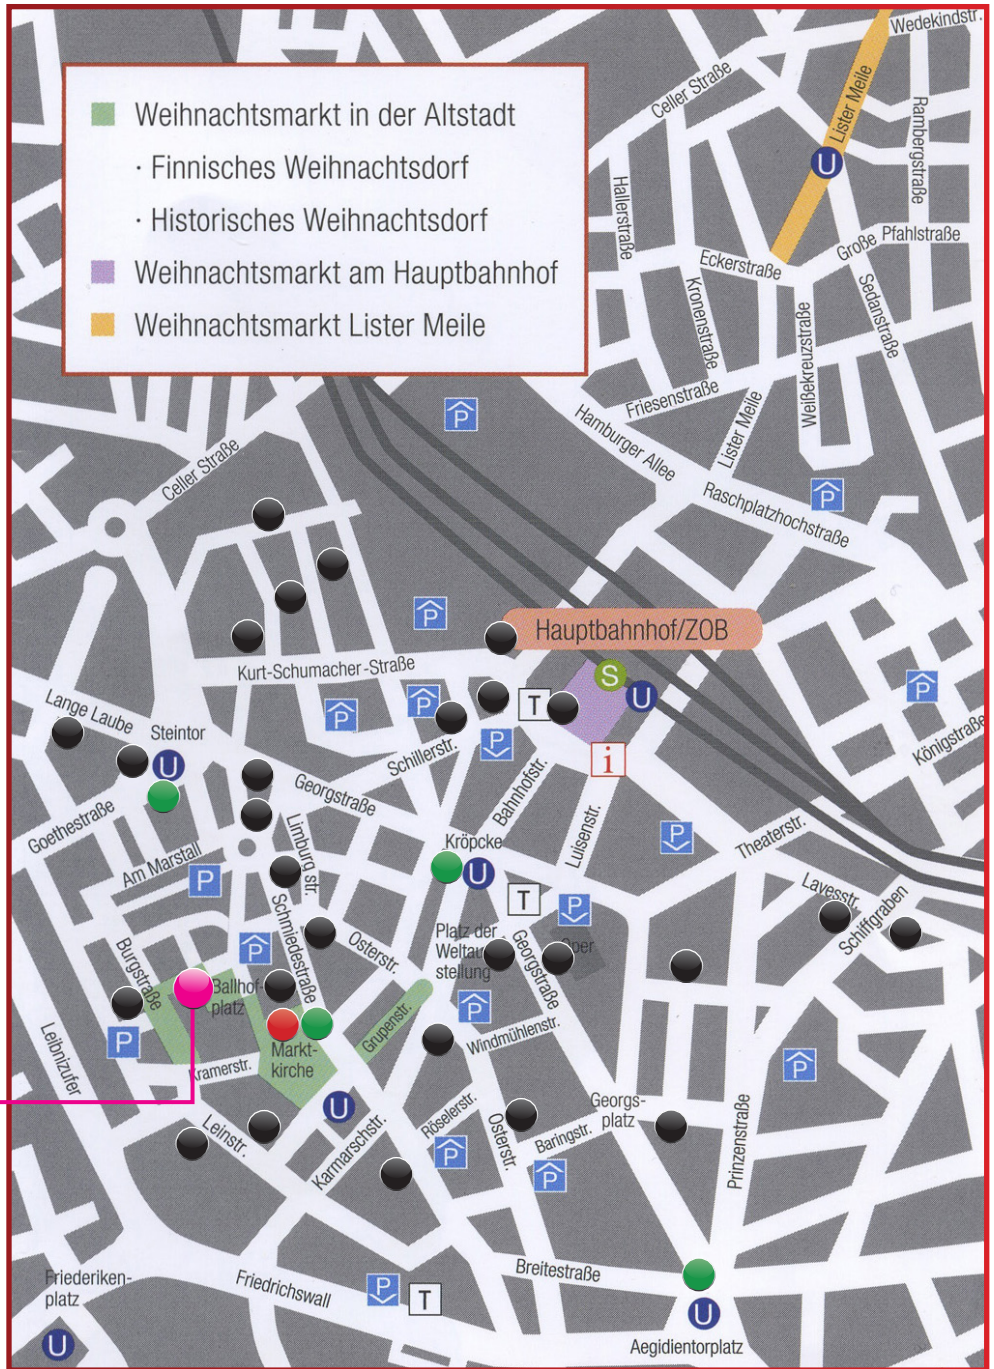 Weihnachtsmarkt in der Altstadt
· Finnisches Weihnachtsdorf
· Historisches Weihnachtsdorf
Weihnachtsmarkt am Hauptbahnhof
Weihnachtsmarkt Lister Meile
Wedekindstr.
Celler Straße
Lister Meile
Rambergstraße
U
Hallerstraße
Große Pfahlstraße
Eckerstraße
Kronenstraße
Sedanstraße
Weißekreuzstraße
Friesenstraße
Lister Meile
P
Hamburger Allee
Celler Straße
Raschplatzhochstraße
P
P
Hauptbahnhof/ZOB
Kurt-Schumacher-Straße
S
U
P
P
P
T
Lange Laube
Steintor
U
Schillerstr.
P
i
Königstraße
Georgstraße
Bahnhofstr.
Luisenstr.
Goethestraße
Limburg str.
Kröpcke
U
P
Theaterstr.
Am Marstall
P
T
P
Lavesstr.
Schiffgraben
Schmiedestraße
Osterstr.
Platz der
Weltau
stellung
Georgstraße
Oper
Burgstraße
P
Ballhof-
platz
P
Grupenstr.
Windmühlenstr.
Leibnizufer
P
Markt-
kirche
Kramerstr.
P
U
Röselerstr.
Georgs-
platz
Leinstr.
Karmarschstr.
Osterstr.
Baringstr.
Prinzenstraße
P
P
Breitestraße
Friederiken-
platz
Friedrichswall
P
T
U
U
Aegidientorplatz